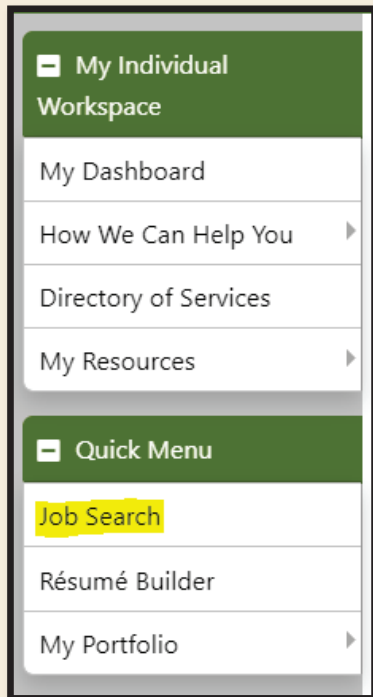 My Individual
Workspace
My Dashboard
How We Can Help You
Directory of Services
My Resources
Quick Menu
Job Search
Résumé Builder
My Portfolio